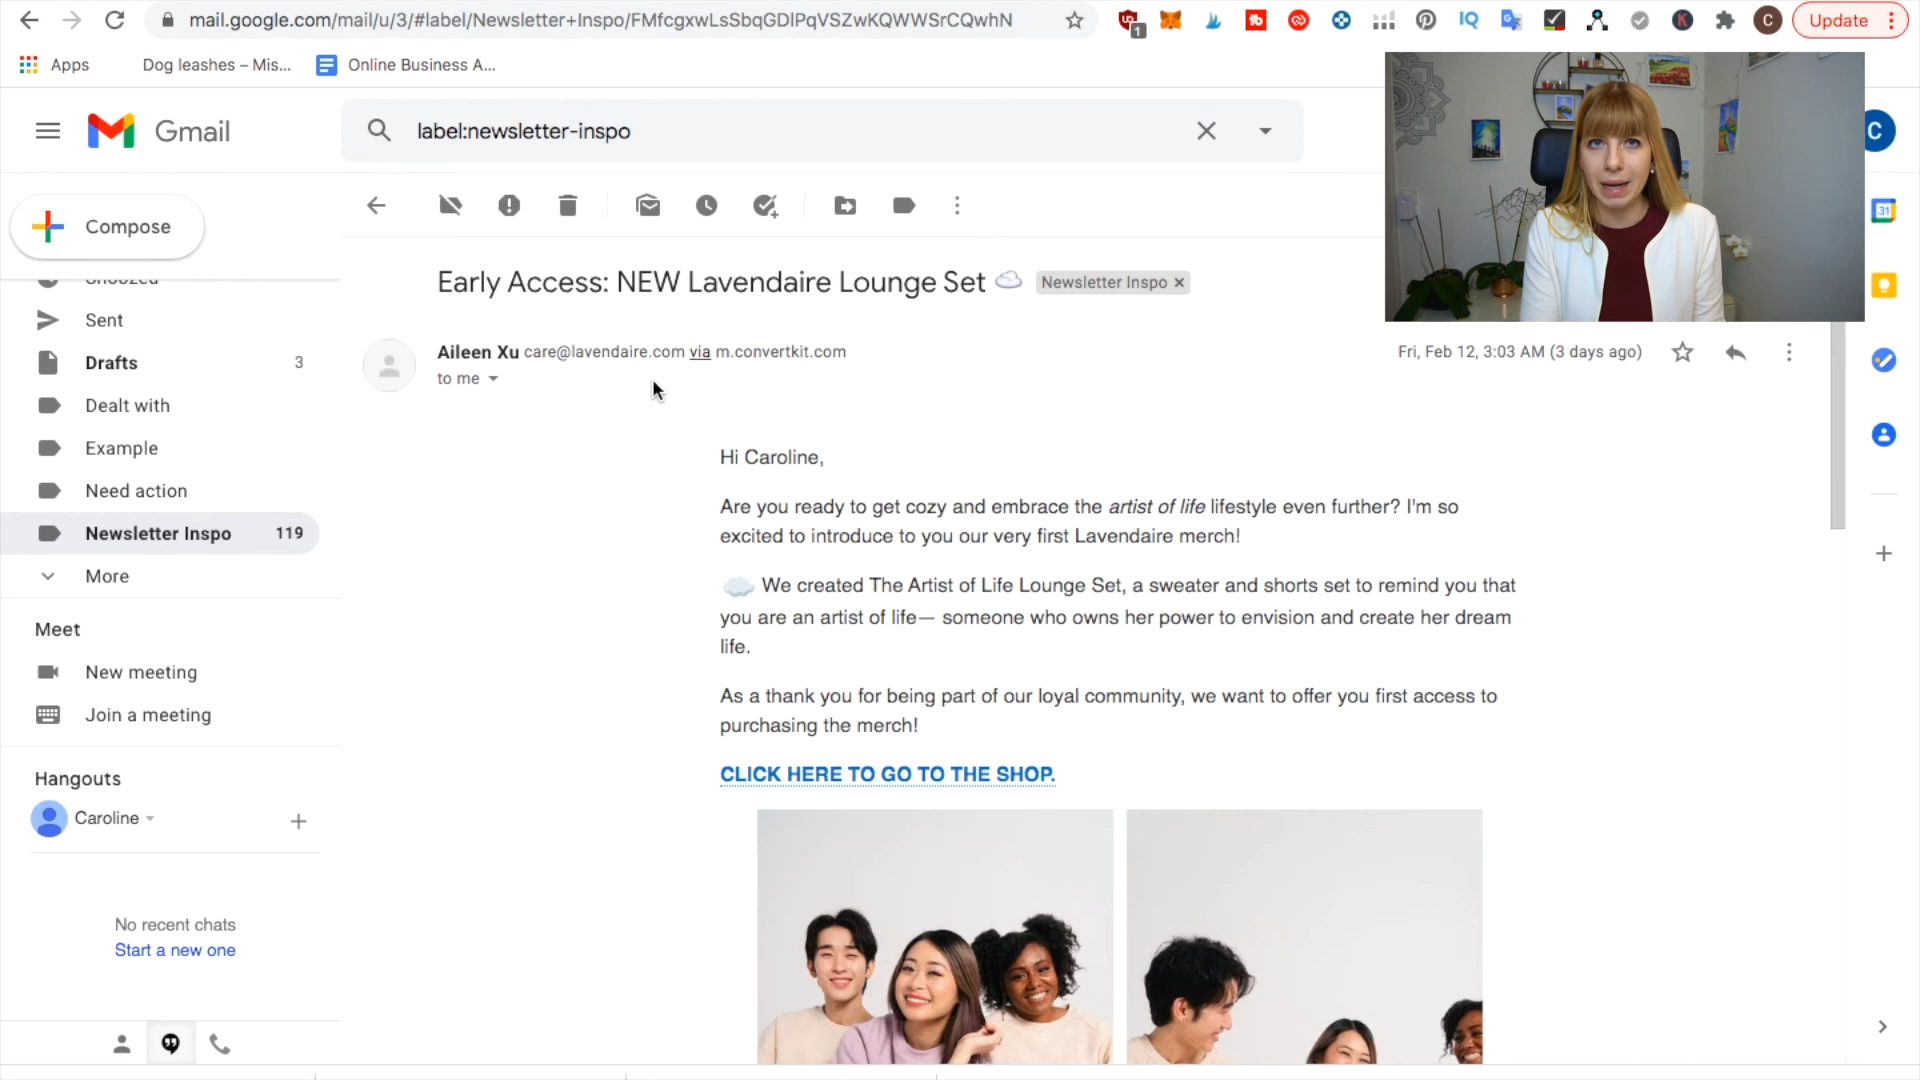 mail.google.com/mail/u/3/#label/Newsletter+Inspo/FMfcgxwLsSbqGDlPqVSZwKQWWSrCQwhN
1
IQ
C
Update
Apps
Dog leashes – Mis...
Online Business A...
Gmail
label:newsletter-inspo
C
Compose
31
Early Access: NEW Lavendaire Lounge Set
Newsletter Inspo ×
Sent
Drafts 3
Aileen Xu care@lavendaire.com via m.convertkit.com
Fri, Feb 12, 3:03 AM (3 days ago)
to me
Dealt with
Example
Need action
Newsletter Inspo 119
More
Hi Caroline,
Are you ready to get cozy and embrace the artist of life lifestyle even further? I'm so
excited to introduce to you our very first Lavendaire merch!
We created The Artist of Life Lounge Set, a sweater and shorts set to remind you that
you are an artist of life— someone who owns her power to envision and create her dream
life.
As a thank you for being part of our loyal community, we want to offer you first access to
purchasing the merch!
CLICK HERE TO GO TO THE SHOP.
Meet
New meeting
Join a meeting
Hangouts
Caroline
No recent chats
Start a new one